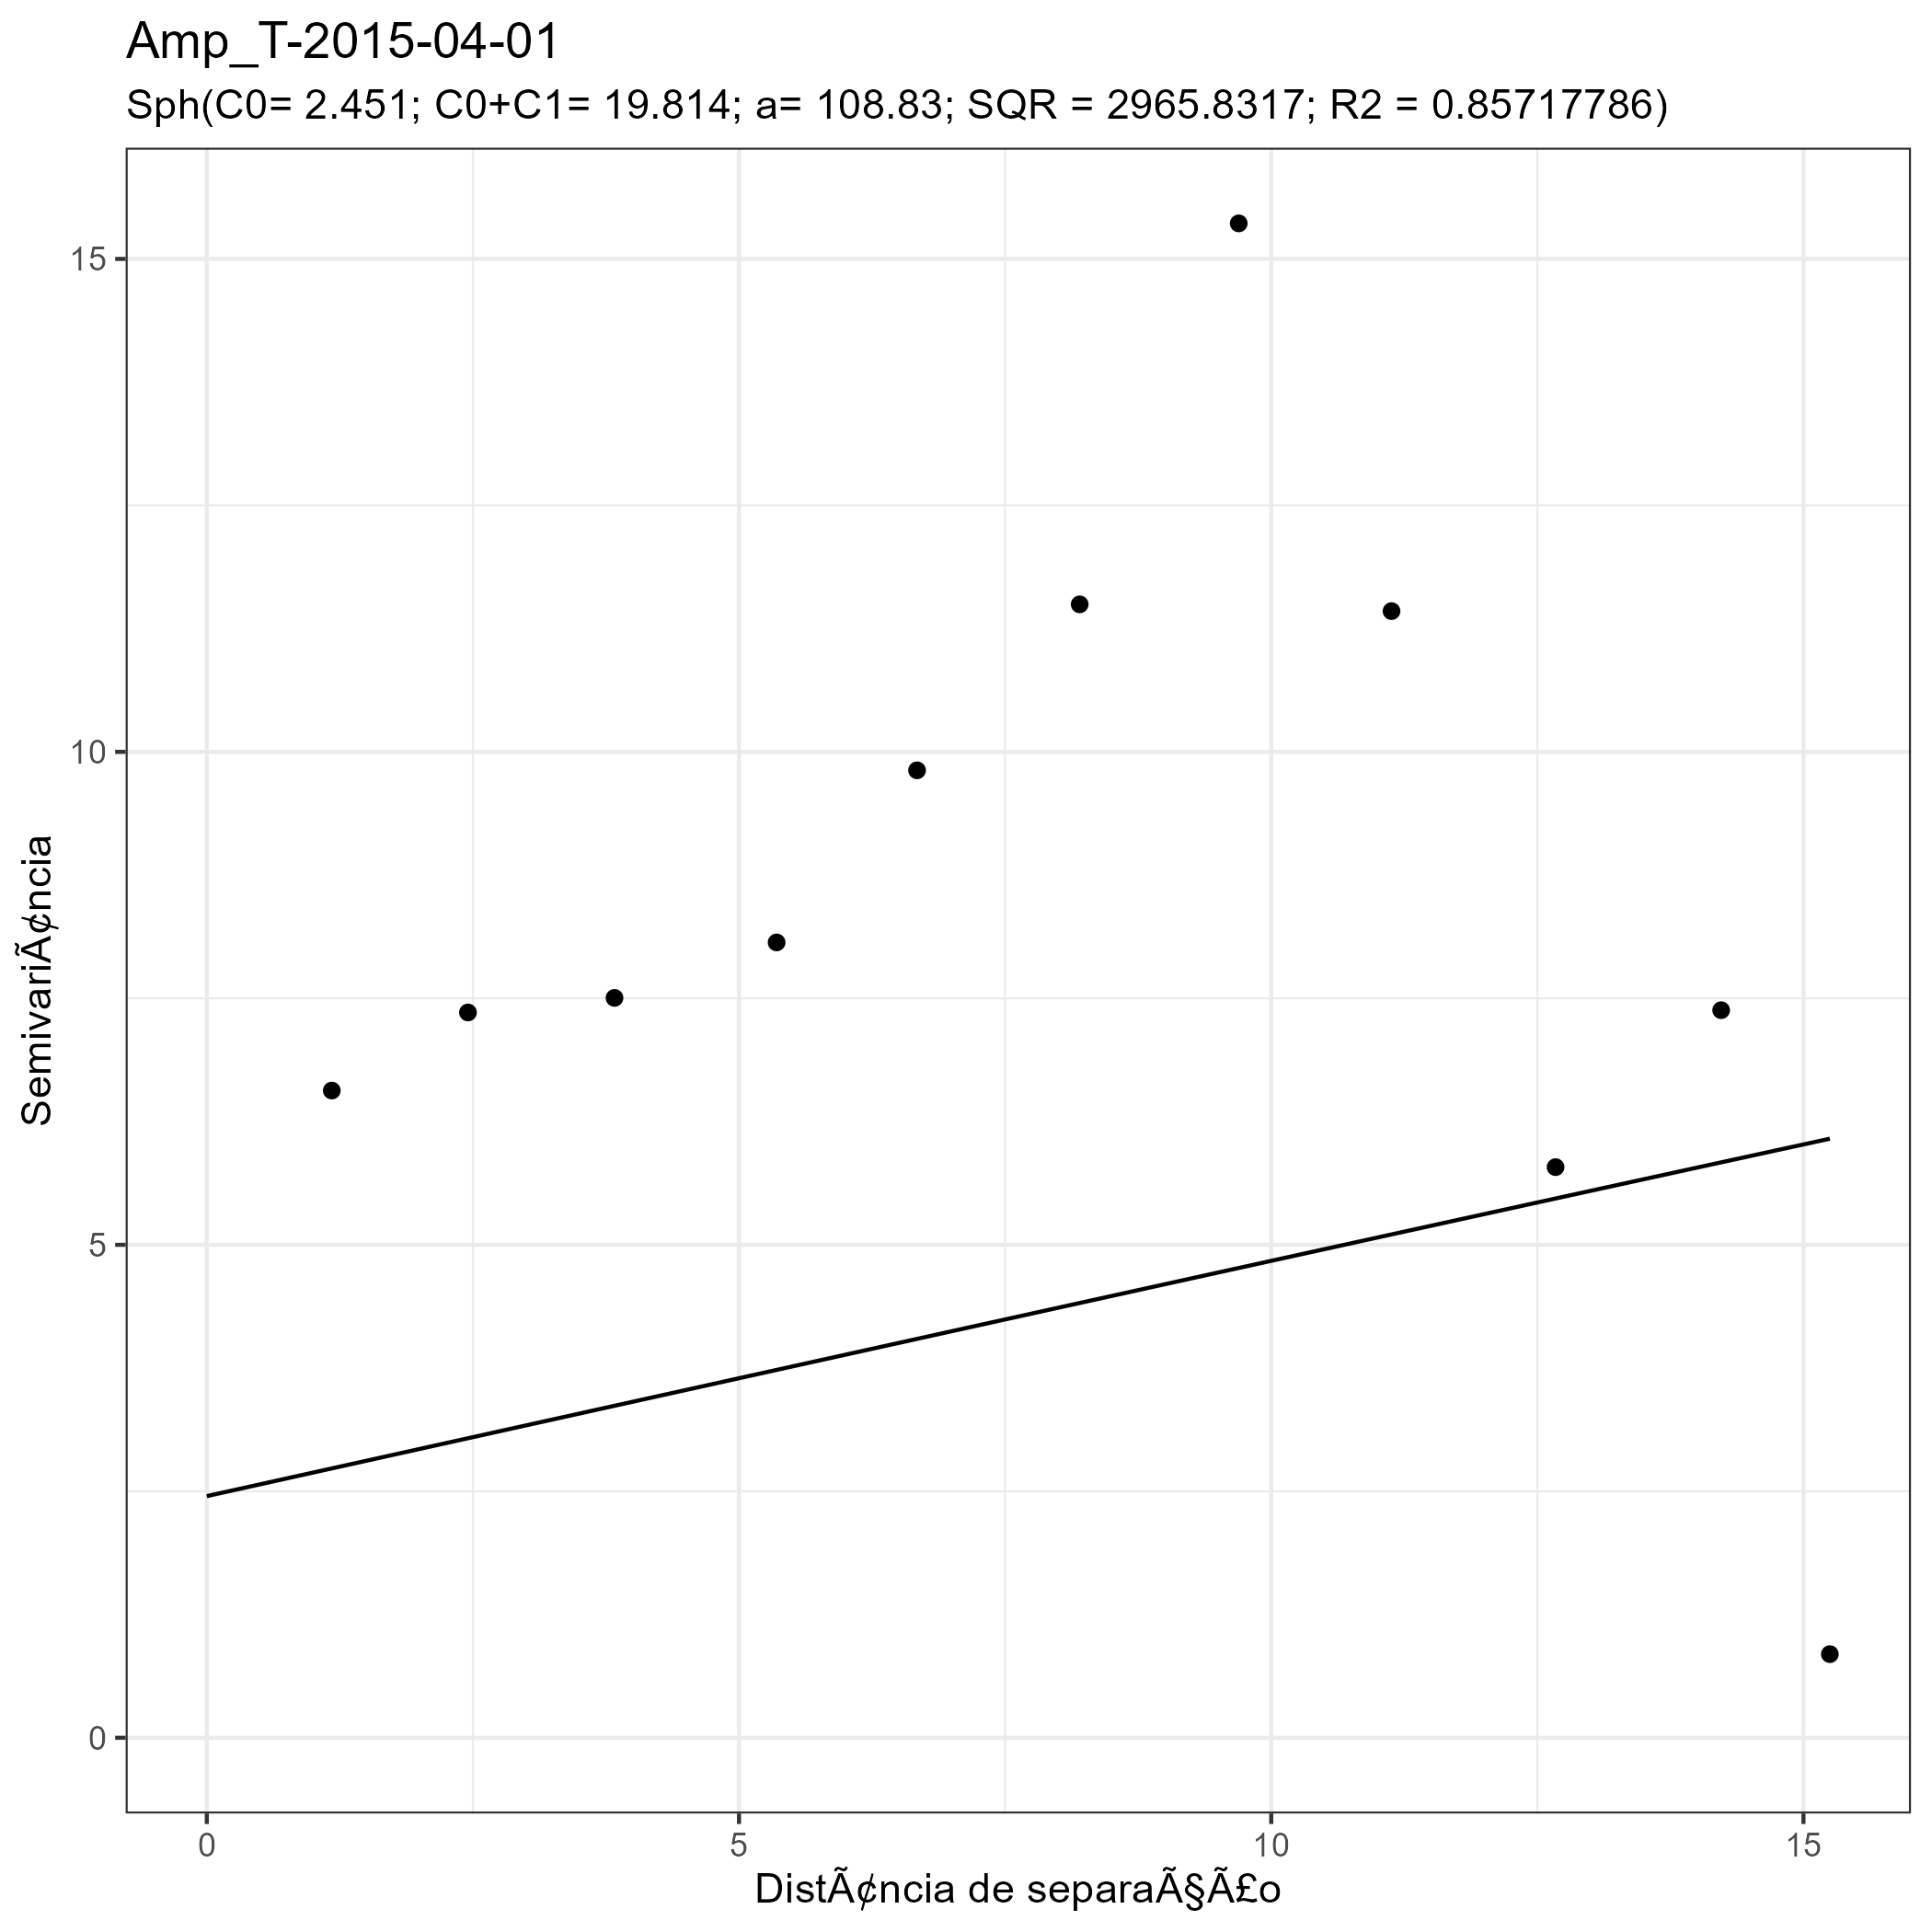 Amp_T-2015-04-01
Sph(C0= 2.451; C0+C1= 19.814; a= 108.83; SQR = 2965.8317; R2 = 0.85717786)
15
10
5
0
SemivariÃ¢ncia
0
5
10
15
DistÃ¢ncia de separaÃ§Ã£o